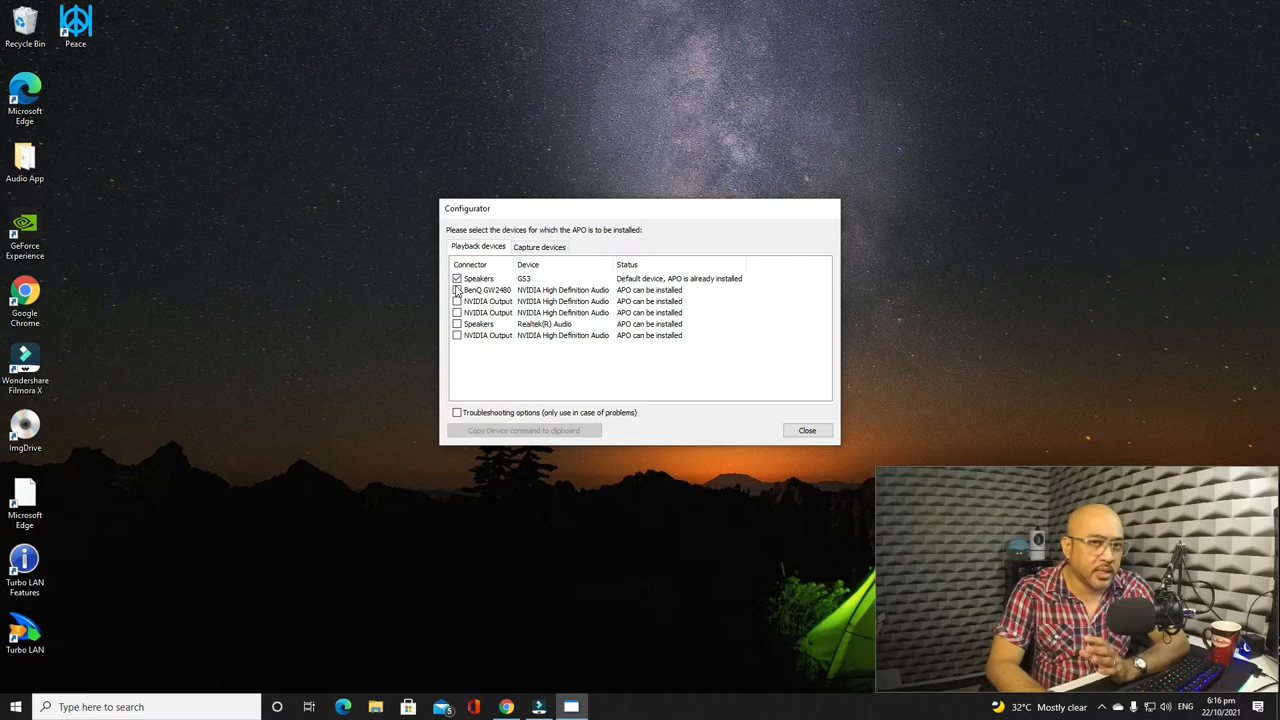 Recycle Bin
Peace
Microsoft
Edge
Audio App
GeForce
Experience
Google
Chrome
Wondershare
Filmora X
ImgDrive
Microsoft
Edge
Turbo LAN
Features
Turbo LAN
Configurator
Please select the devices for which the APO is to be installed:
Playback devices Capture devices
Connector Device Status
Speakers GS3 Default device, APO is already installed
BenQ GW2480 NVIDIA High Definition Audio APO can be installed
NVIDIA Output NVIDIA High Definition Audio APO can be installed
NVIDIA Output NVIDIA High Definition Audio APO can be installed
Speakers Realtek(R) Audio APO can be installed
NVIDIA Output NVIDIA High Definition Audio APO can be installed
Troubleshooting options (only use in case of problems)
Copy Device command to clipboard Close
Type here to search
5
32°C Mostly clear
6:16 pm
22/10/2021